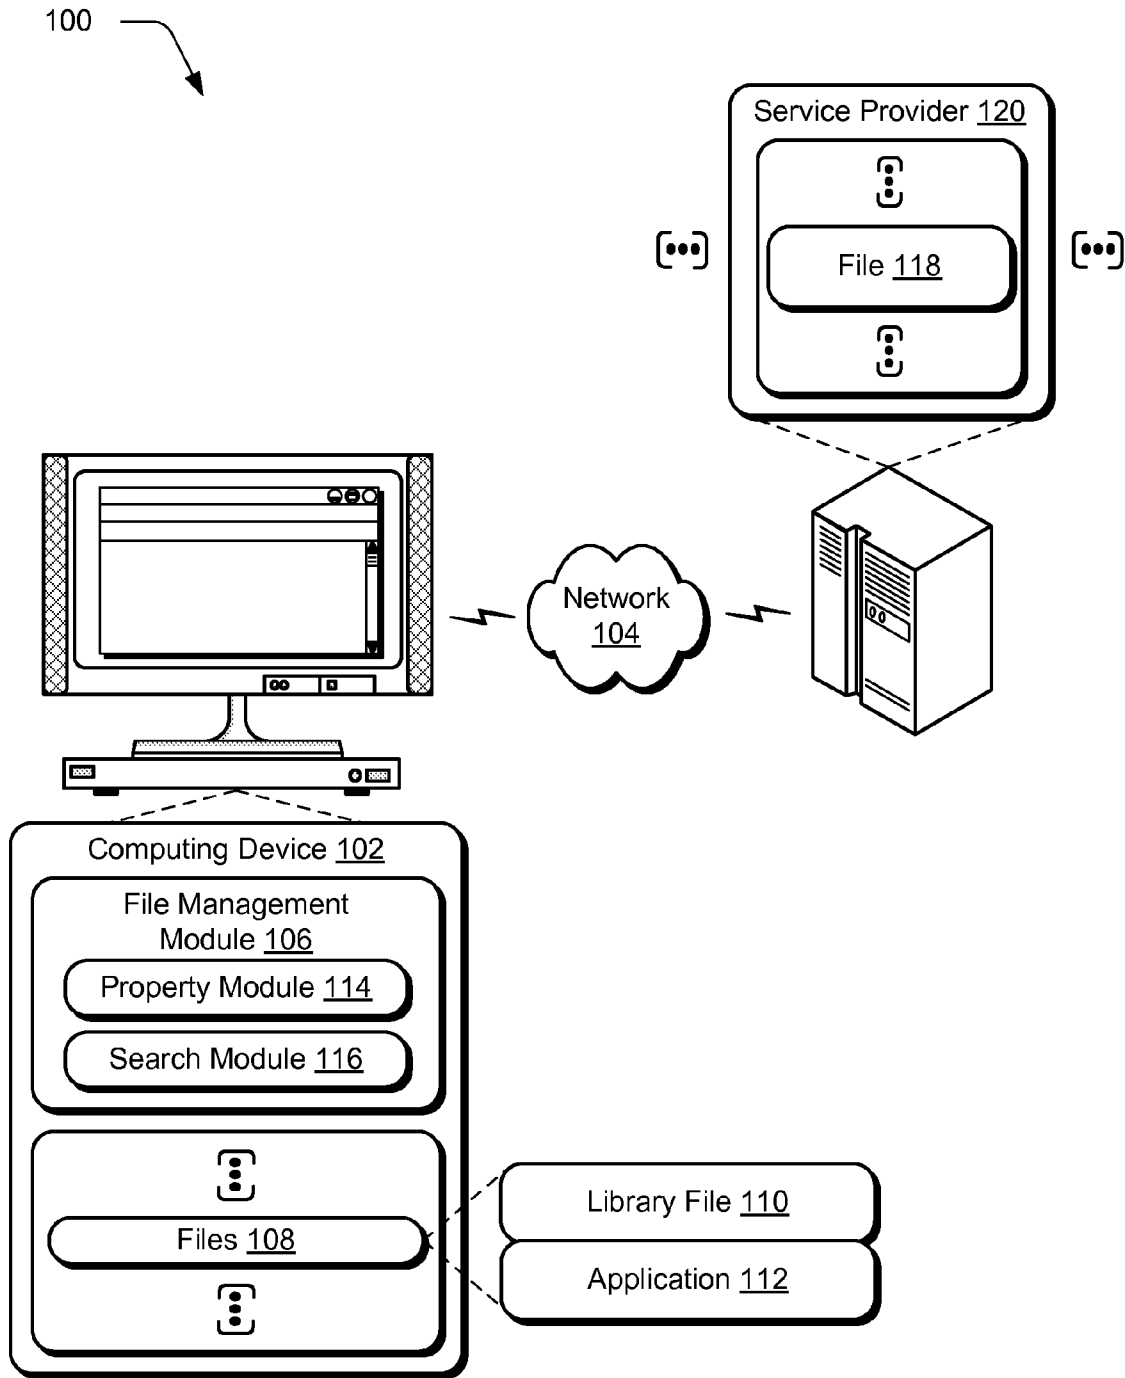 100
Service Provider 120
File 118
Network
104
Computing Device 102
File Management
Module 106
Property Module 114
Search Module 116
Files 108
Library File 110
Application 112